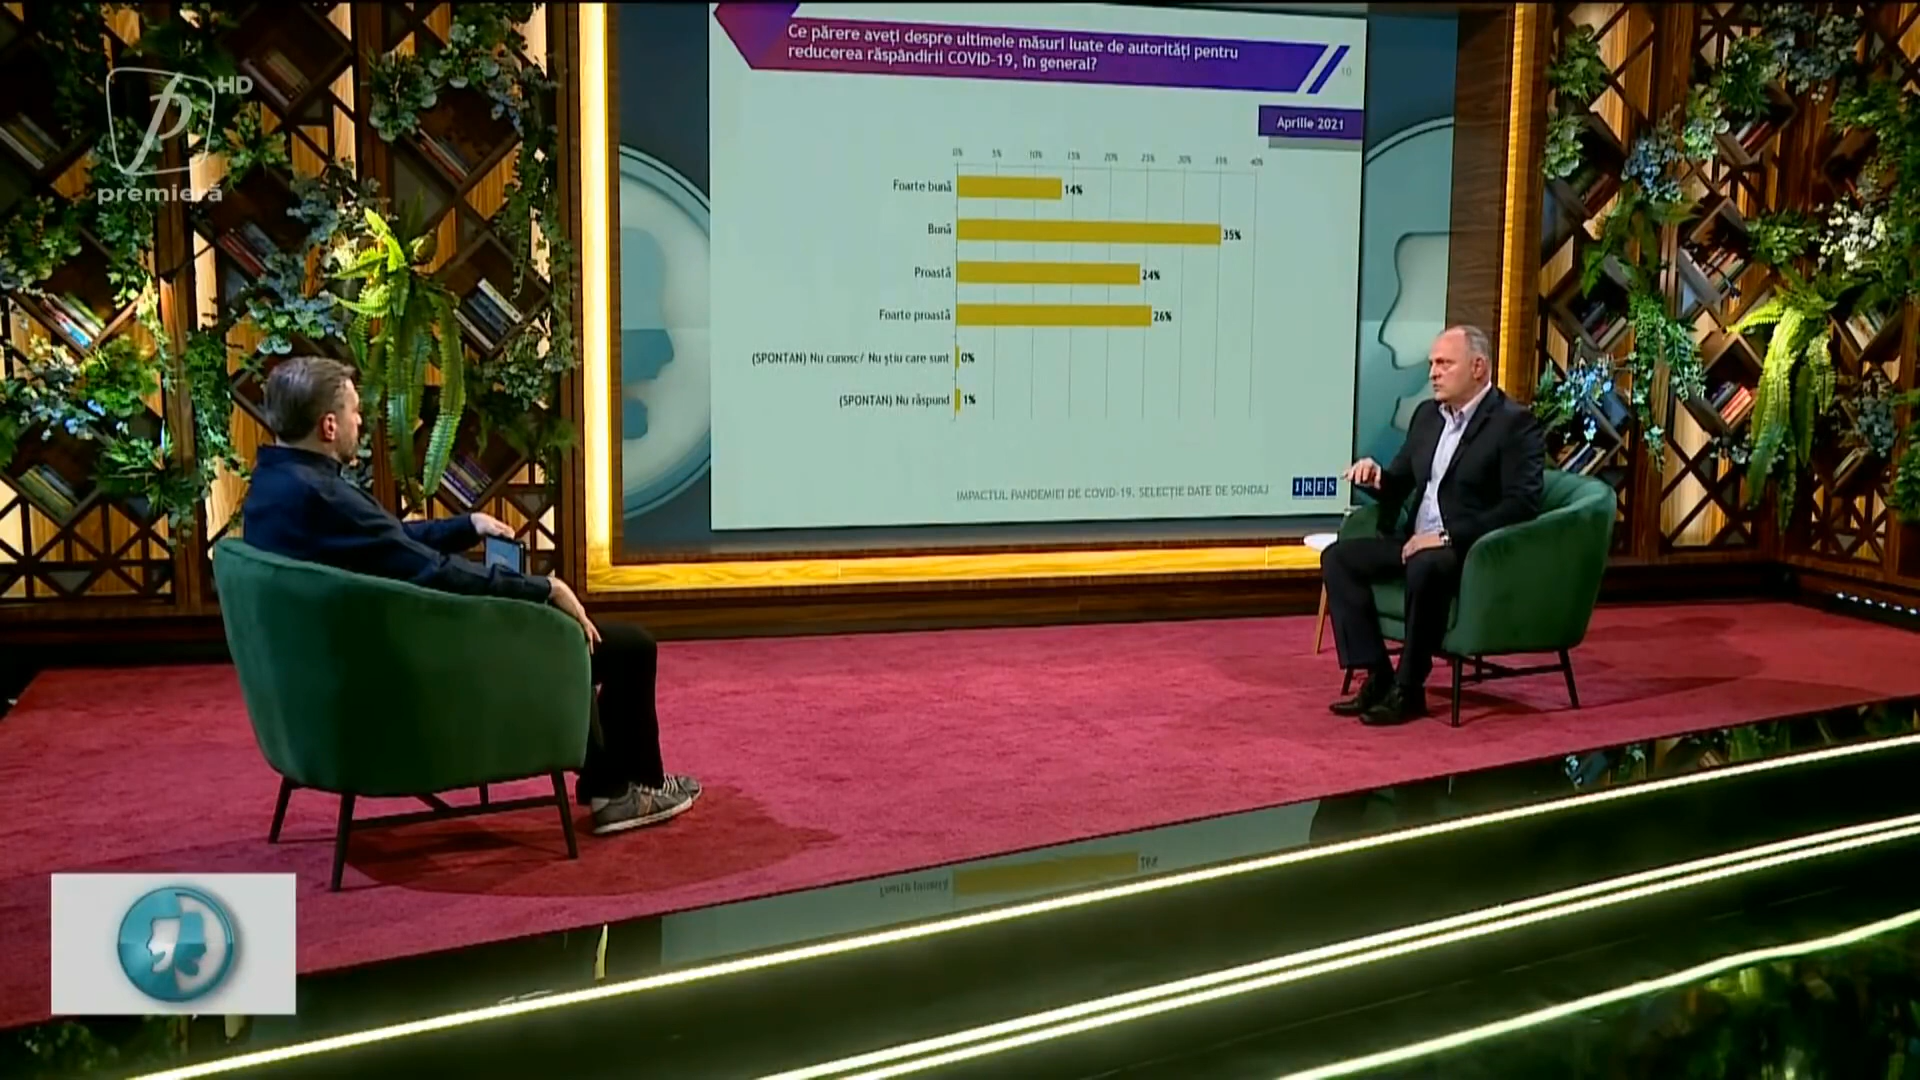 Ce părere aveți despre ultimele măsuri luate de autorități pentru
reducerea răspândirii COVID-19, în general?
10
HD
premieră
Aprilie 2021
0% 5% 10% 15% 20% 25% 30% 35% 40%
Foarte bună 14%
Bună 35%
Proastă 24%
Foarte proastă 26%
(SPONTAN) Nu cunosc/ Nu știu care sunt 0%
(SPONTAN) Nu răspund 1%
IMPACTUL PANDEMIEI DE COVID-19. SELECȚIE DATE DE SONDAJ
IRES